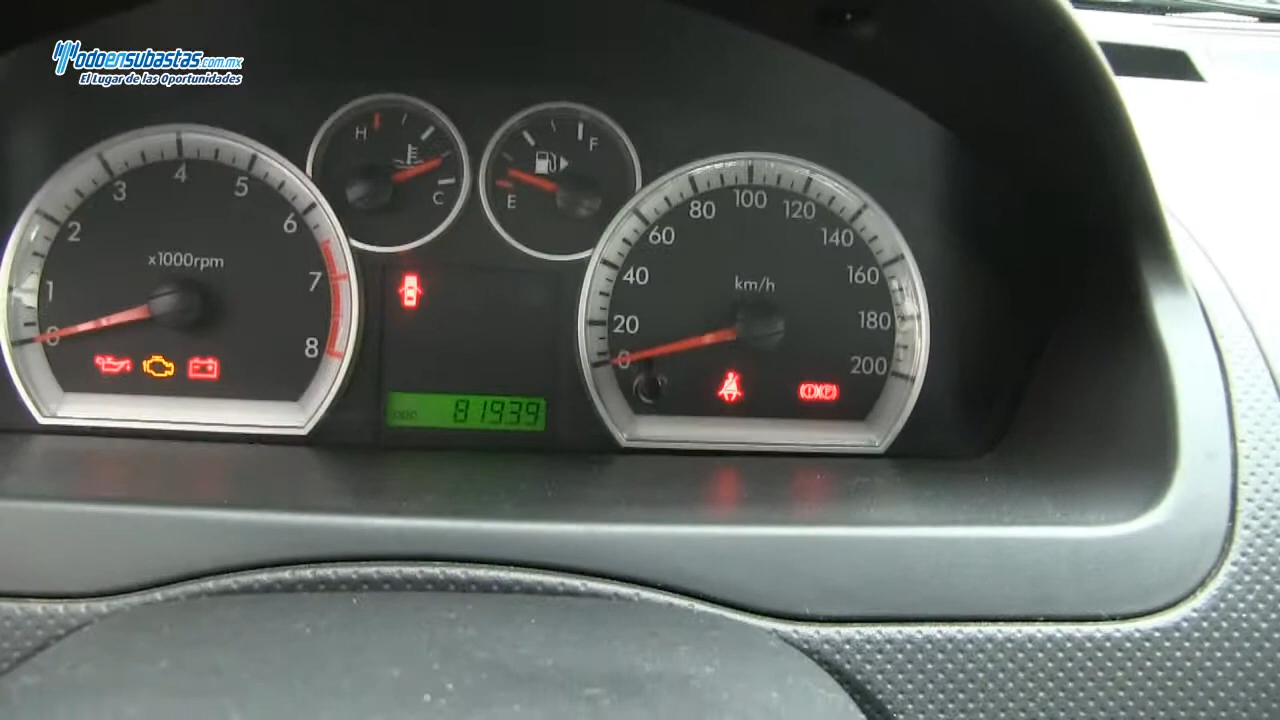 Todoensubastas.com.mx
El Lugar de las Oportunidades
H
C
F
E
0
1
2
3
4
5
6
7
8
x1000rpm
0
20
40
60
80
100
120
140
160
180
200
km/h
81939